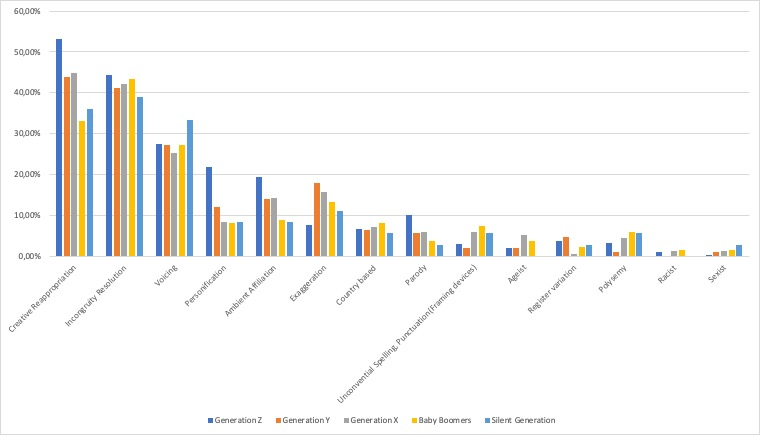 60,00%
50,00%
40,00%
30,00%
20,00%
10,00%
0,00%
Creative Reappropriation
Incongruity Resolution
Voicing
Personification
Ambient Affiliation
Exaggeration
Country based
Parody
Unconvential Spelling, Punctuation(Framing devices)
Ageist
Register variation
Polysemy
Racist
Sexist
Generation Z Generation Y Generation X Baby Boomers Silent Generation